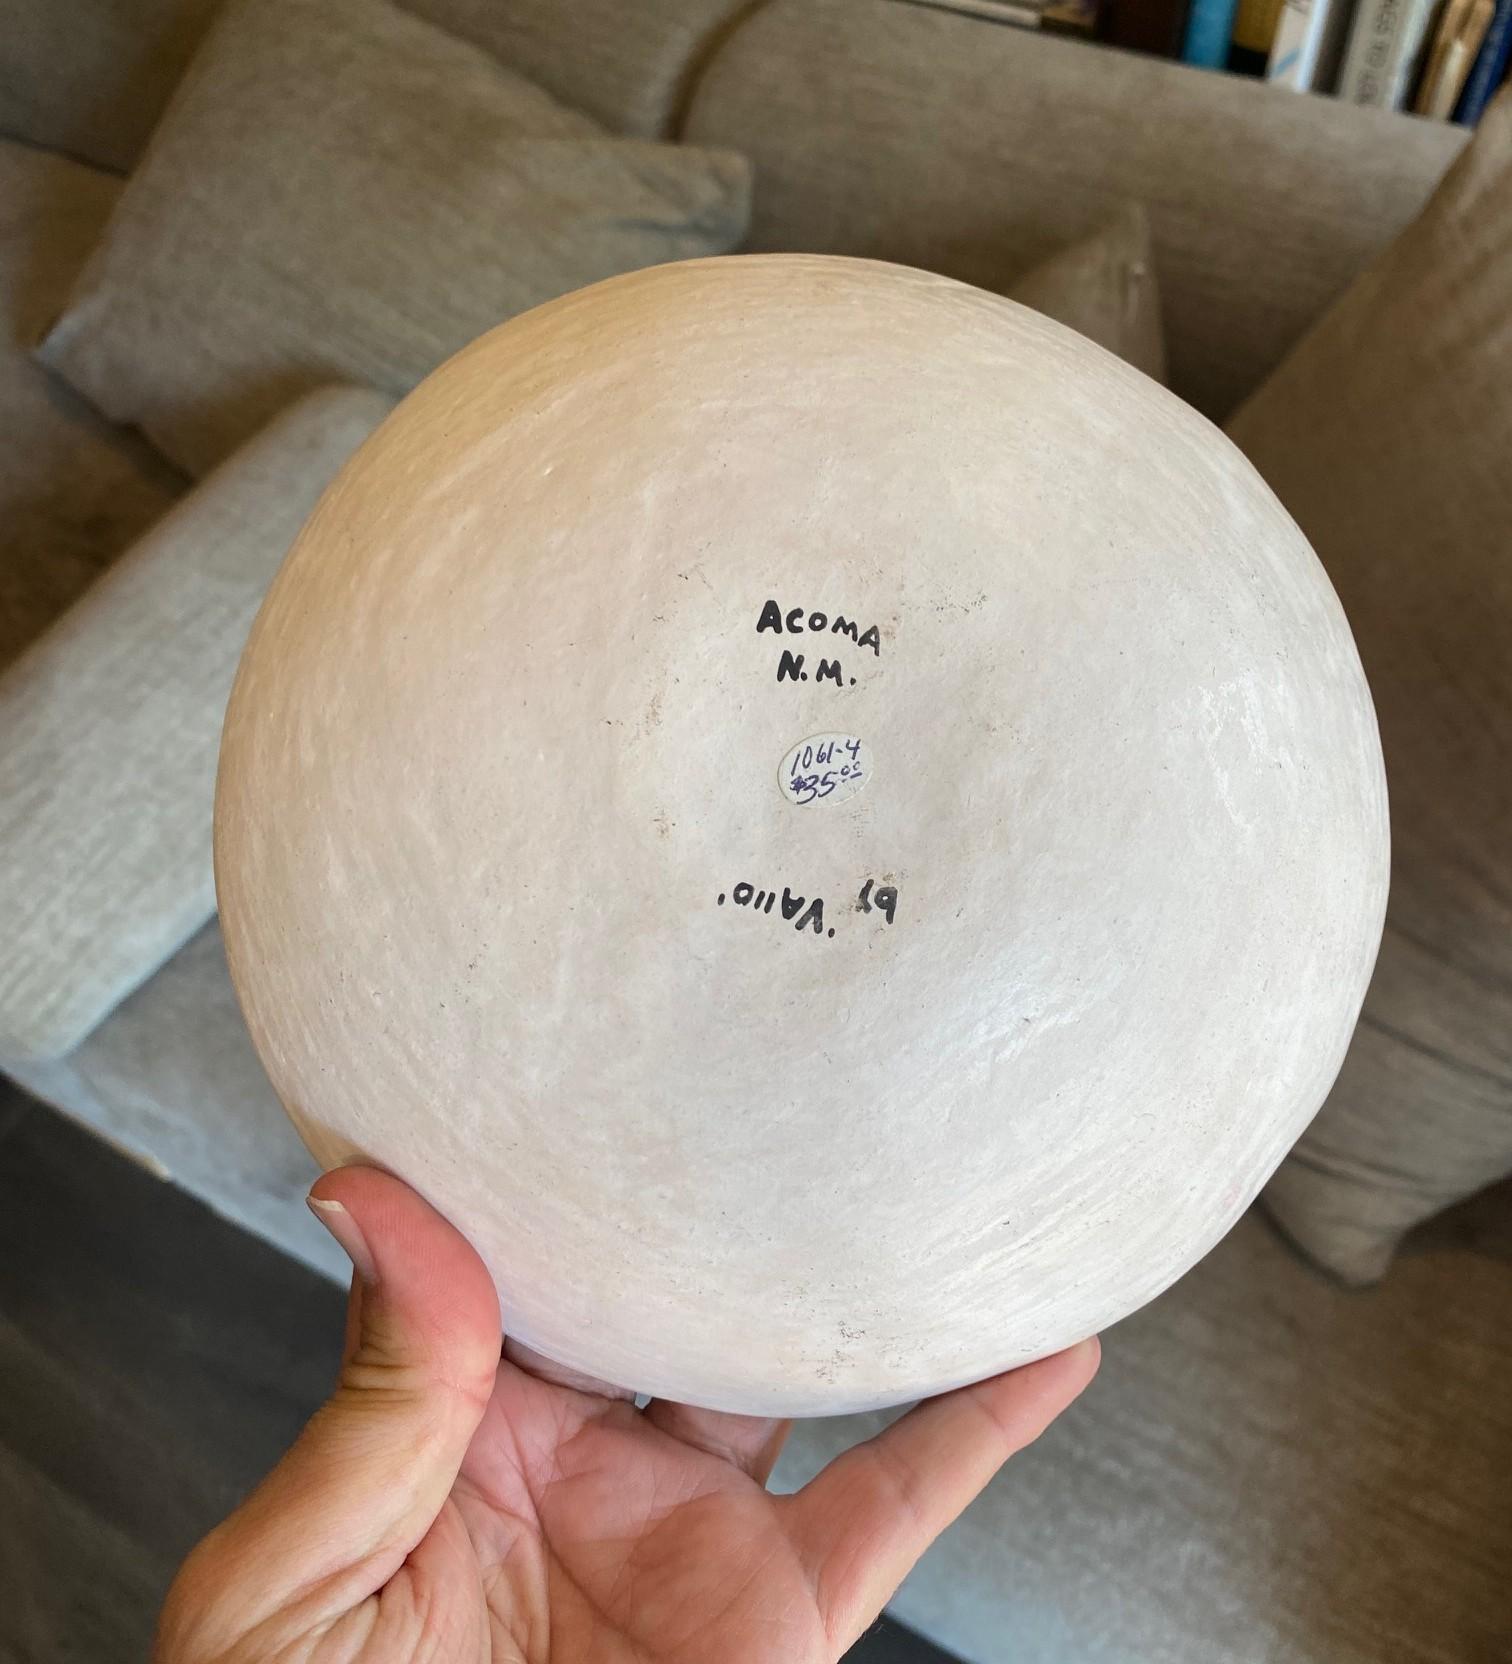 ACOMA
N.M.
1061-4
$35.00
by 'VAllO'